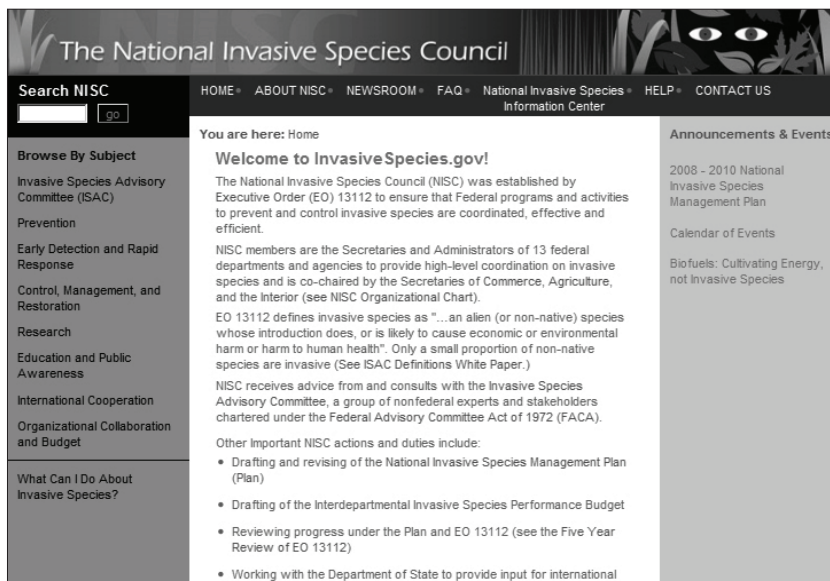 The National Invasive Species Council
Search NISC
go
HOME ABOUT NISC NEWSROOM FAQ National Invasive Species Information Center HELP CONTACT US
Browse By Subject
Invasive Species Advisory
Committee (ISAC)
Prevention
Early Detection and Rapid
Response
Control, Management, and
Restoration
Research
Education and Public
Awareness
International Cooperation
Organizational Collaboration
and Budget
What Can I Do About
Invasive Species?
You are here: Home
Welcome to InvasiveSpecies.gov!
The National Invasive Species Council (NISC) was established by
Executive Order (EO) 13112 to ensure that Federal programs and activities
to prevent and control invasive species are coordinated, effective and
efficient.
NISC members are the Secretaries and Administrators of 13 federal
departments and agencies to provide high-level coordination on invasive
species and is co-chaired by the Secretaries of Commerce, Agriculture,
and the Interior (see NISC Organizational Chart).
EO 13112 defines invasive species as "...an alien (or non-native) species
whose introduction does, or is likely to cause economic or environmental
harm or harm to human health". Only a small proportion of non-native
species are invasive (See ISAC Definitions White Paper.)
NISC receives advice from and consults with the Invasive Species
Advisory Committee, a group of nonfederal experts and stakeholders
chartered under the Federal Advisory Committee Act of 1972 (FACA).
Other Important NISC actions and duties include:
• Drafting and revising of the National Invasive Species Management Plan
(Plan)
• Drafting of the Interdepartmental Invasive Species Performance Budget
• Reviewing progress under the Plan and EO 13112 (see the Five Year
Review of EO 13112)
• Working with the Department of State to provide input for international
Announcements & Events
2008 - 2010 National
Invasive Species
Management Plan
Calendar of Events
Biofuels: Cultivating Energy,
not Invasive Species